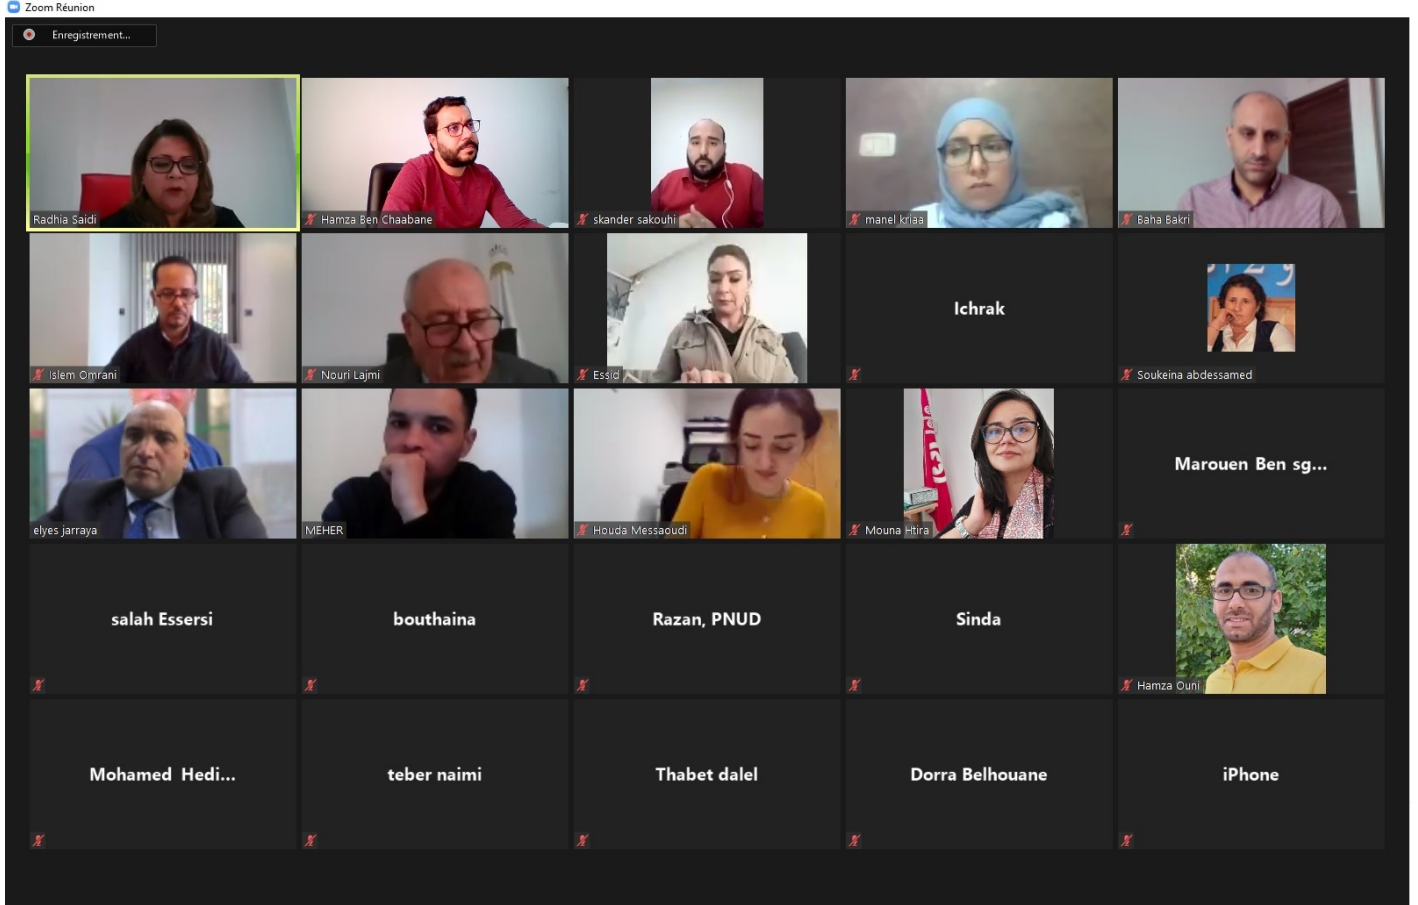 Zoom Réunion
Enregistrement...
Radhia Saidi
Hamza Ben Chaabane
skander sakouhi
manel kriaa
Baha Bakri
Islem Omrani
Nouri Lajmi
Essid
Ichrak
Soukeina abdessamed
elyes jarraya
MEHER
Houda Messaoudi
Mouna Htira
Marouen Ben sg...
salah Essersi
bouthaina
Razan, PNUD
Sinda
Hamza Ouni
Mohamed Hedi...
teber naimi
Thabet dalel
Dorra Belhouane
iPhone